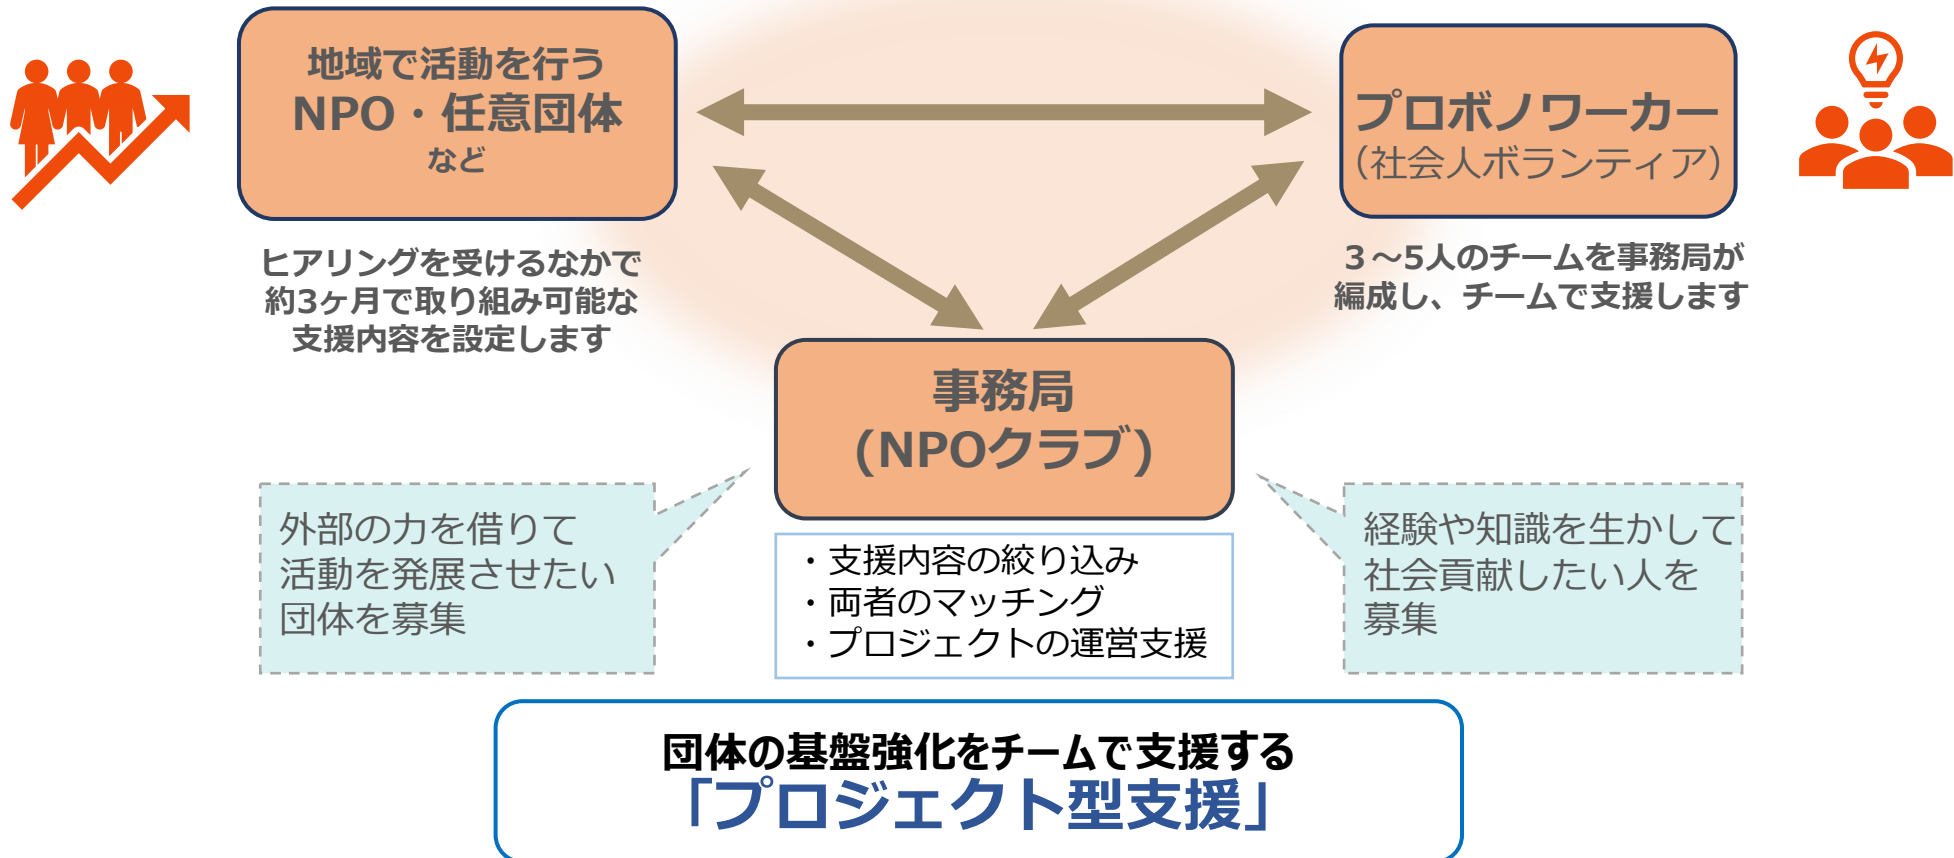 地域で活動を行う
NPO・任意団体
など
プロボノワーカー
（社会人ボランティア）
ヒアリングを受けるなかで
約3ヶ月で取り組み可能な
支援内容を設定します
３～5人のチームを事務局が
編成し、チームで支援します
事務局
(NPOクラブ)
外部の力を借りて
活動を発展させたい
団体を募集
・支援内容の絞り込み
・両者のマッチング
・プロジェクトの運営支援
経験や知識を生かして
社会貢献したい人を
募集
団体の基盤強化をチームで支援する
「プロジェクト型支援」